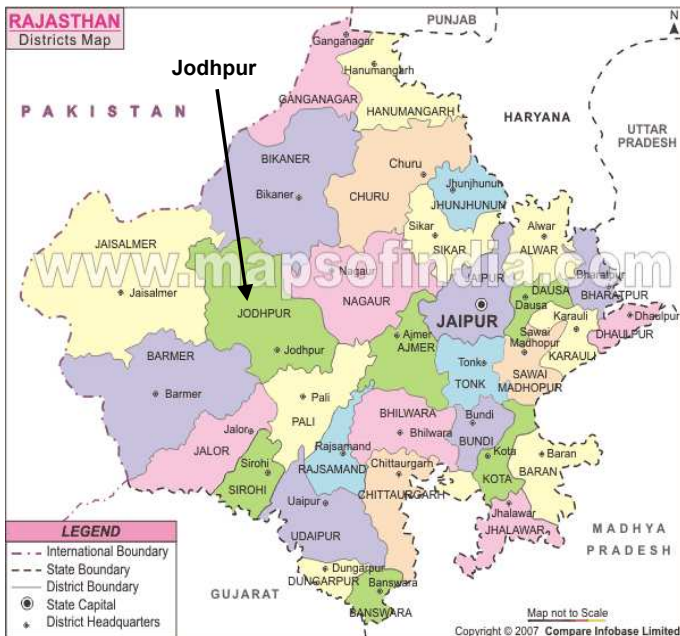 RAJASTHAN
Districts Map
PUNJAB
N
Ganganagar
Hanumangarh
Jodhpur
GANGANAGAR
HANUMANGARH
PAKISTAN
HARYANA
UTTAR
PRADESH
BIKANER
Bikaner
Churu
CHURU
Jhunjhunun
JHUNJHUNUN
Sikar
SIKAR
Alwar
ALWAR
JAISALMER
Jaisalmer
www.mapsofindia.com
Nagaur
NAGAUR
JAIPUR
JAIPUR
DAUSA
Dausa
Bharatpur
BHARATPUR
JODHPUR
Jodhpur
Ajmer
AJMER
Sawai
Madhopur
Karauli
KARAULI
Dhaulpur
DHAULPUR
BARMER
Barmer
Tonk
TONK
SAWAI
MADHOPUR
Pali
PALI
Jalor
JALOR
BHILWARA
Bhilwara
Bundi
BUNDI
Sirohi
SIROHI
Rajsamand
RAJSAMAND
Chittaurgarh
CHITTAURGARH
Kota
KOTA
Baran
BARAN
Uaipur
UDAIPUR
Jhalawar
JHALAWAR
MADHYA
PRADESH
Dungarpur
DUNGARPUR
Banswara
BANSWARA
GUJARAT
LEGEND
International Boundary
State Boundary
District Boundary
State Capital
District Headquarters
Map not to Scale
Copyright © 2007 Compare Infobase Limited